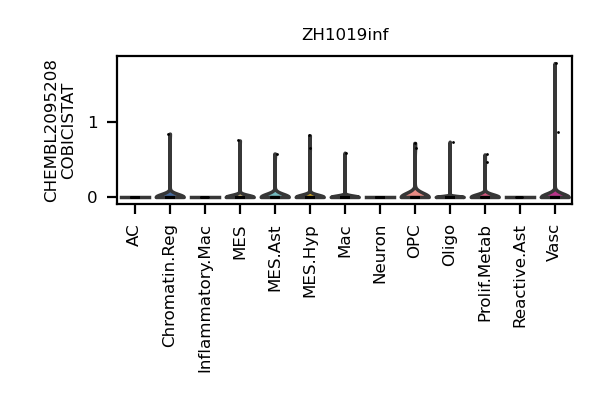 ZH1019inf
CHEMBL2095208
COBICISTAT
1
0
AC
Chromatin.Reg
Inflammatory.Mac
MES
MES.Ast
MES.Hyp
Mac
Neuron
OPC
Oligo
Prolif.Metab
Reactive.Ast
Vasc